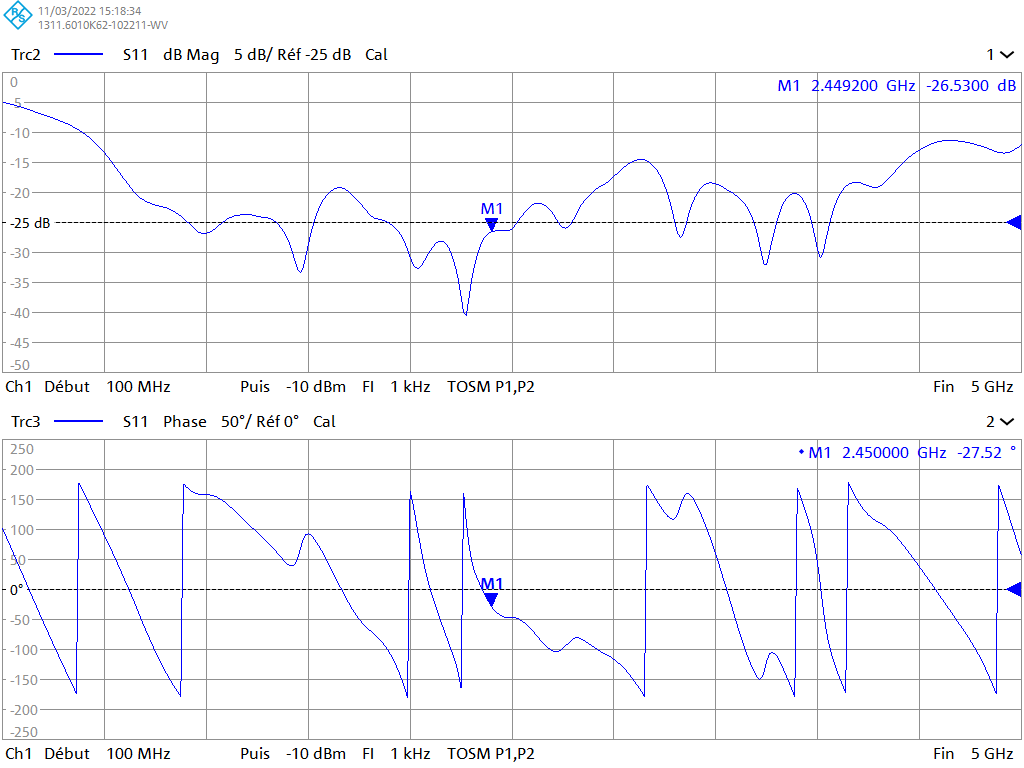 R&S
11/03/2022 15:18:34
1311.6010K62-102211-WV
Trc2 S11 dB Mag 5 dB/ Réf -25 dB Cal 1
0
M1 2.449200 GHz -26.5300 dB
-5
-10
-15
-20
M1
-25 dB
-30
-35
-40
-45
-50
Ch1 Début 100 MHz Puis -10 dBm FI 1 kHz TOSM P1,P2 Fin 5 GHz
Trc3 S11 Phase 50°/ Réf 0° Cal 2
250
•M1 2.450000 GHz -27.52 °
200
150
100
50
M1
0°
-50
-100
-150
-200
-250
Ch1 Début 100 MHz Puis -10 dBm FI 1 kHz TOSM P1,P2 Fin 5 GHz